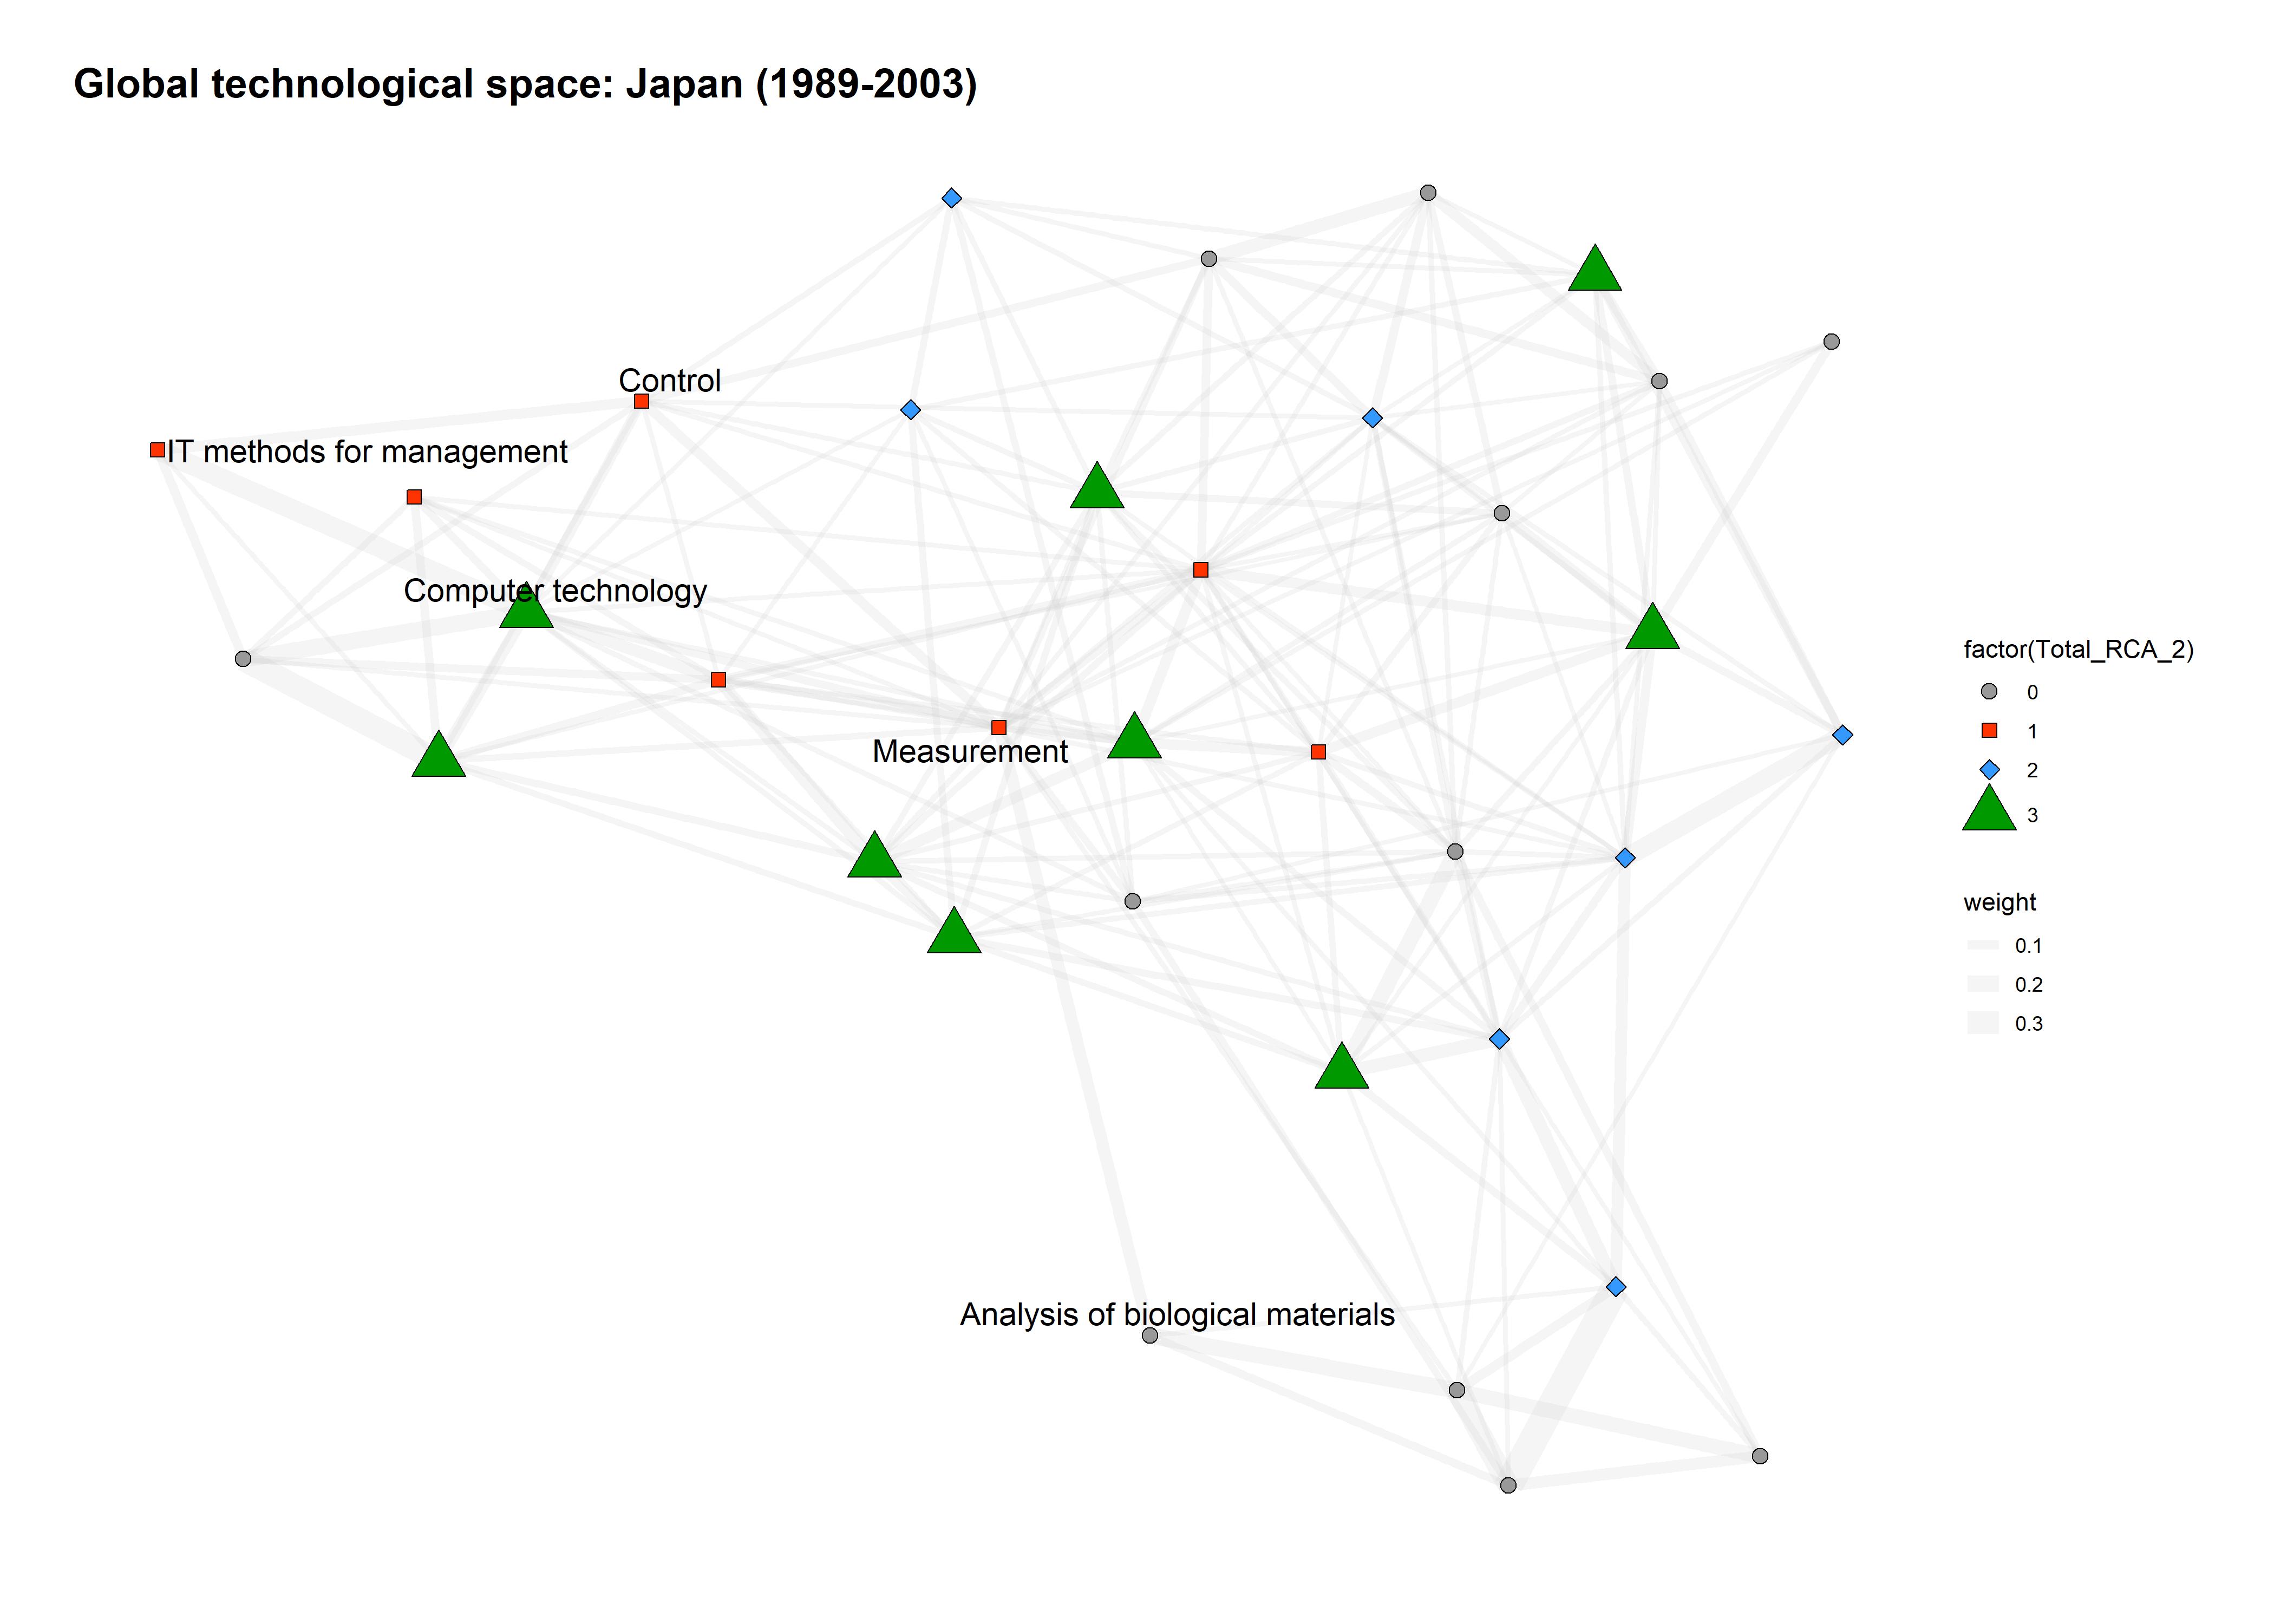 Global technological space: Japan (1989-2003)
Control
IT methods for management
Computer technology
Measurement
Analysis of biological materials
factor(Total_RCA_2)
0
1
2
3
weight
0.1
0.2
0.3